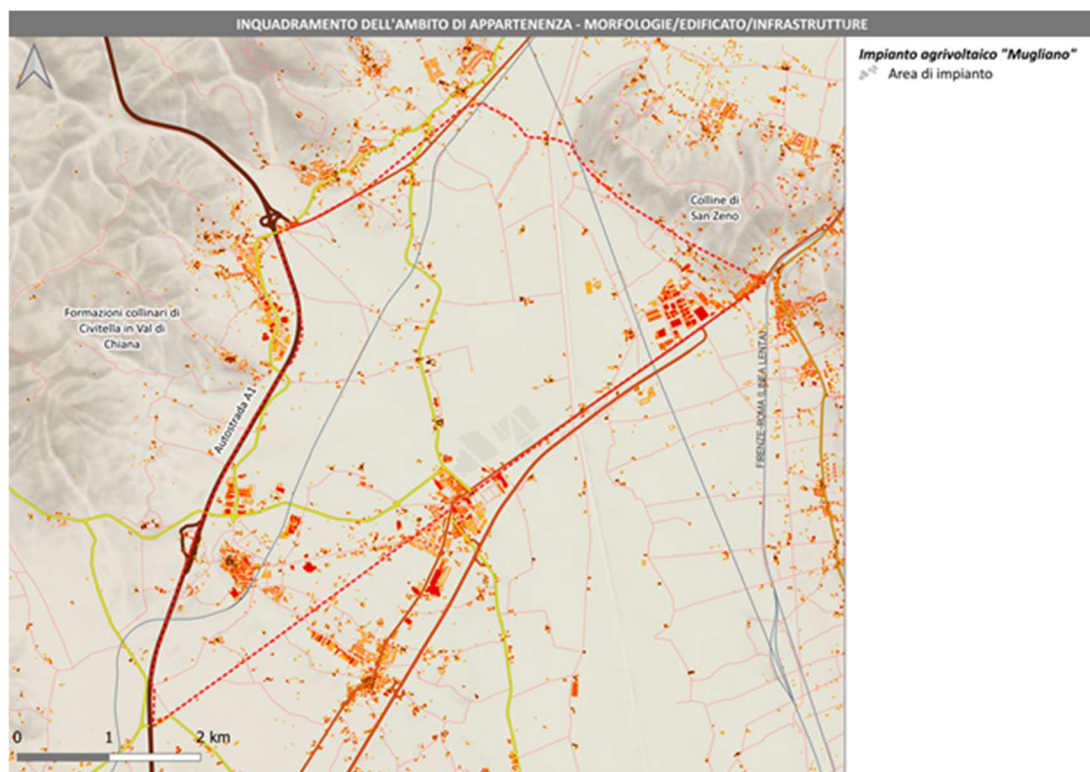 INQUADRAMENTO DELL'AMBITO DI APPARTENENZA - MORFOLOGIE/EDIFICATO/INFRASTRUTTURE
Impianto agrivoltaico "Mugliano"
Area di impianto
Colline di
San Zeno
Formazioni collinari di
Civitella in Val di
Chiana
Autostrada A1
FIRENZE-ROMA (LINEA LENTA)
0 1 2 km